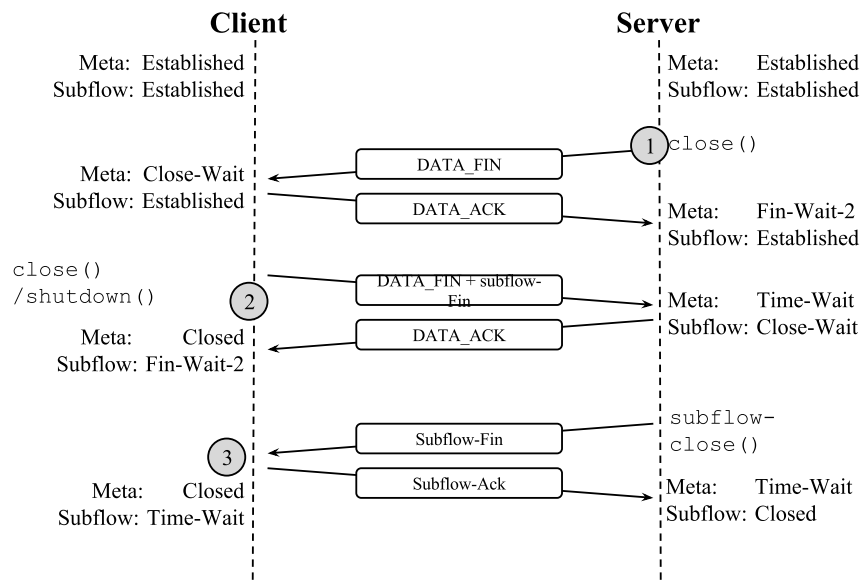 Client Server
Meta: Established Meta: Established
Subflow: Established Subflow: Established
1 close()
DATA_FIN
Meta: Close-Wait
Subflow: Established
DATA_ACK
Meta: Fin-Wait-2
Subflow: Established
close()
/shutdown()
2
DATA_FIN + subflow-
Fin
Meta: Time-Wait
Subflow: Close-Wait
DATA_ACK
Meta: Closed
Subflow: Fin-Wait-2
subflow-
close()
Subflow-Fin
3
Subflow-Ack
Meta: Closed
Subflow: Time-Wait
Meta: Time-Wait
Subflow: Closed